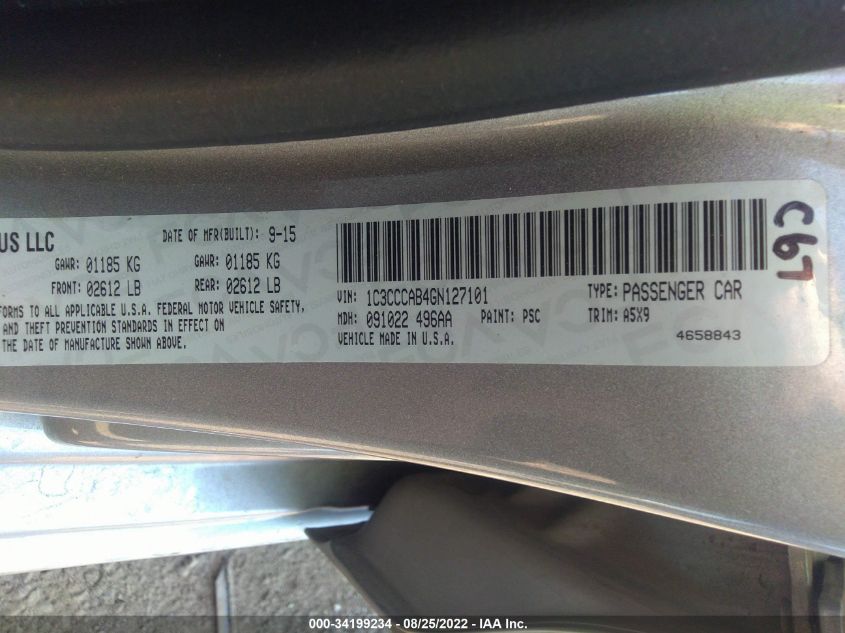 US LLC
DATE OF MFR(BUILT): 9-15
GAWR: 01185 KG GAWR: 01185 KG
FRONT: 02612 LB REAR: 02612 LB
FORMS TO ALL APPLICABLE U.S.A. FEDERAL MOTOR VEHICLE SAFETY,
AND THEFT PREVENTION STANDARDS IN EFFECT ON
THE DATE OF MANUFACTURE SHOWN ABOVE.
VIN: 1C3CCCAB4GN127101 TYPE: PASSENGER CAR
MDH: 091022 496AA PAINT: PSC TRIM: A5X9
VEHICLE MADE IN U.S.A. 4658843
C67
000-34199234 - 08/25/2022 - IAA Inc.